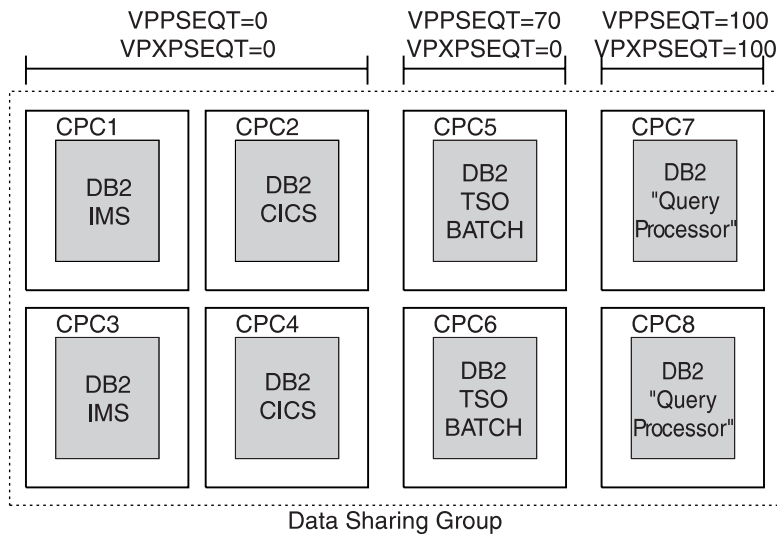 VPPSEQT=0
VPXPSEQT=0
VPPSEQT=70
VPXPSEQT=0
VPPSEQT=100
VPXPSEQT=100
CPC1
DB2
IMS
CPC2
DB2
CICS
CPC5
DB2
TSO
BATCH
CPC7
DB2
"Query
Processor"
CPC3
DB2
IMS
CPC4
DB2
CICS
CPC6
DB2
TSO
BATCH
CPC8
DB2
"Query
Processor"
Data Sharing Group